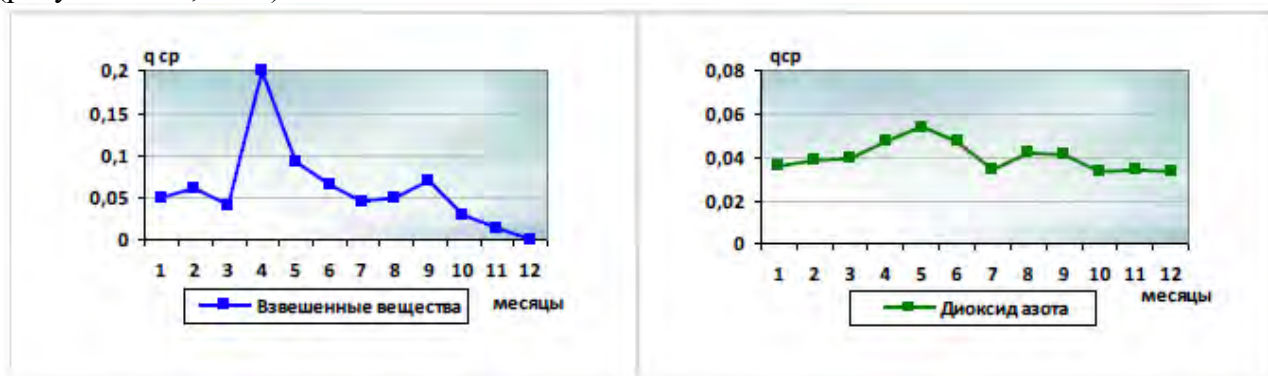 q ср
0,2
0,15
0,1
0,05
0
1 2 3 4 5 6 7 8 9 10 11 12
месяцы
Взвешенные вещества
qср
0,08
0,06
0,04
0,02
0
1 2 3 4 5 6 7 8 9 10 11 12
месяцы
Диоксид азота